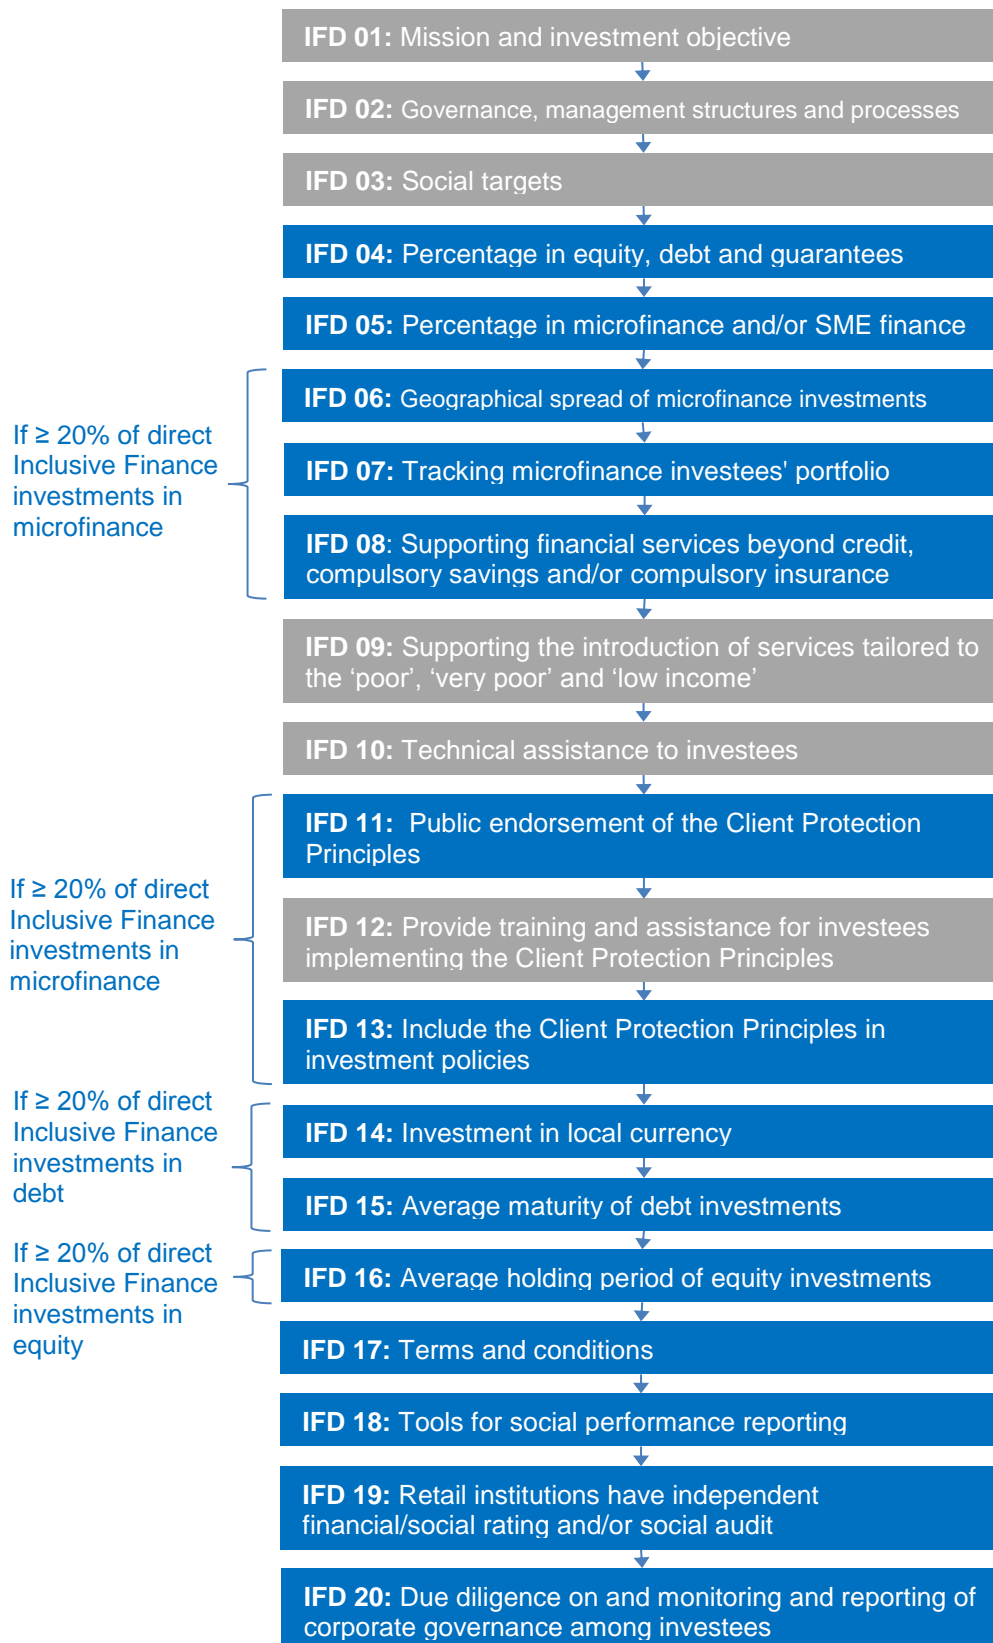 IFD 01: Mission and investment objective
IFD 02: Governance, management structures and processes
IFD 03: Social targets
IFD 04: Percentage in equity, debt and guarantees
IFD 05: Percentage in microfinance and/or SME finance
If ≥ 20% of direct
Inclusive Finance
investments in
microfinance
IFD 06: Geographical spread of microfinance investments
IFD 07: Tracking microfinance investees' portfolio
IFD 08: Supporting financial services beyond credit,
compulsory savings and/or compulsory insurance
IFD 09: Supporting the introduction of services tailored to
the ‘poor’, ‘very poor’ and ‘low income’
IFD 10: Technical assistance to investees
If ≥ 20% of direct
Inclusive Finance
investments in
microfinance
IFD 11: Public endorsement of the Client Protection
Principles
IFD 12: Provide training and assistance for investees
implementing the Client Protection Principles
IFD 13: Include the Client Protection Principles in
investment policies
If ≥ 20% of direct
Inclusive Finance
investments in
debt
IFD 14: Investment in local currency
IFD 15: Average maturity of debt investments
If ≥ 20% of direct
Inclusive Finance
investments in
equity
IFD 16: Average holding period of equity investments
IFD 17: Terms and conditions
IFD 18: Tools for social performance reporting
IFD 19: Retail institutions have independent
financial/social rating and/or social audit
IFD 20: Due diligence on and monitoring and reporting of
corporate governance among investees